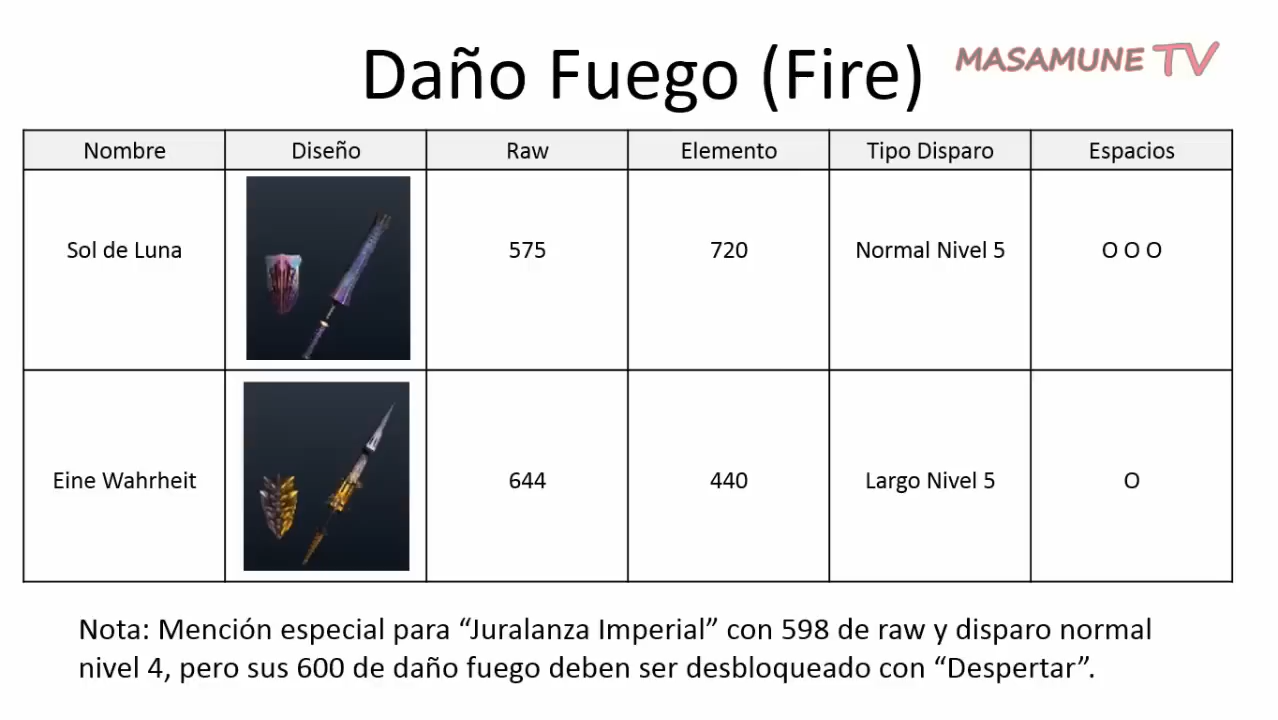 Daño Fuego (Fire)
MASAMUNE TV
Nombre Diseño Raw Elemento Tipo Disparo Espacios
Sol de Luna 575 720 Normal Nivel 5 O O O
Eine Wahrheit 644 440 Largo Nivel 5 O
Nota: Mención especial para “Juralanza Imperial” con 598 de raw y disparo normal
nivel 4, pero sus 600 de daño fuego deben ser desbloqueado con “Despertar”.